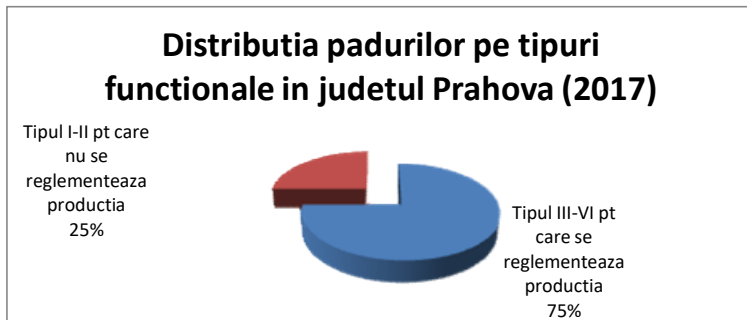 Distributia padurilor pe tipuri
functionale in judetul Prahova (2017)
Tipul I-II pt care
nu se
reglementeaza
productia
25%
Tipul III-VI pt
care se
reglementeaza
productia
75%